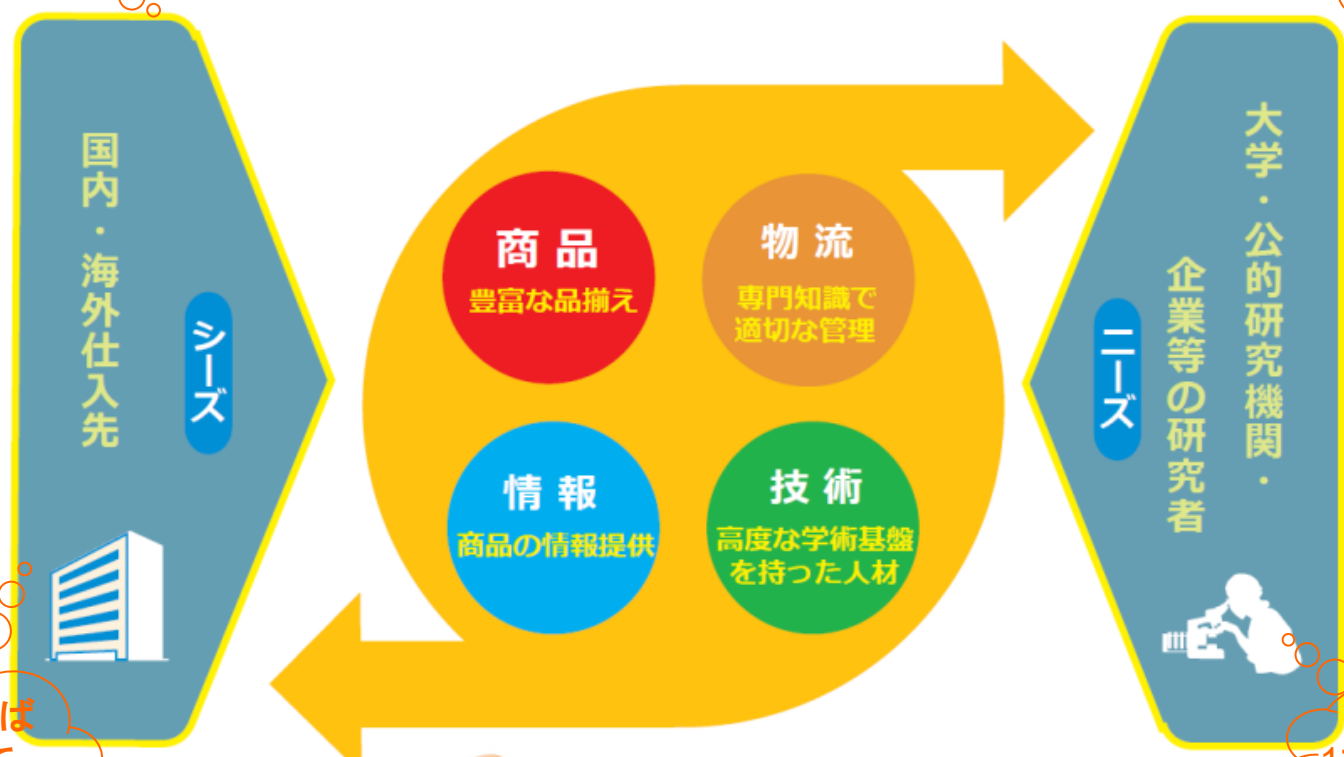 国内・海外仕入先
シーズ
商品
豊富な品揃え
物流
専門知識で
適切な管理
情報
商品の情報提供
技術
高度な学術基盤
を持った人材
大学・公的研究機関・
企業等の研究者
ニーズ
ば